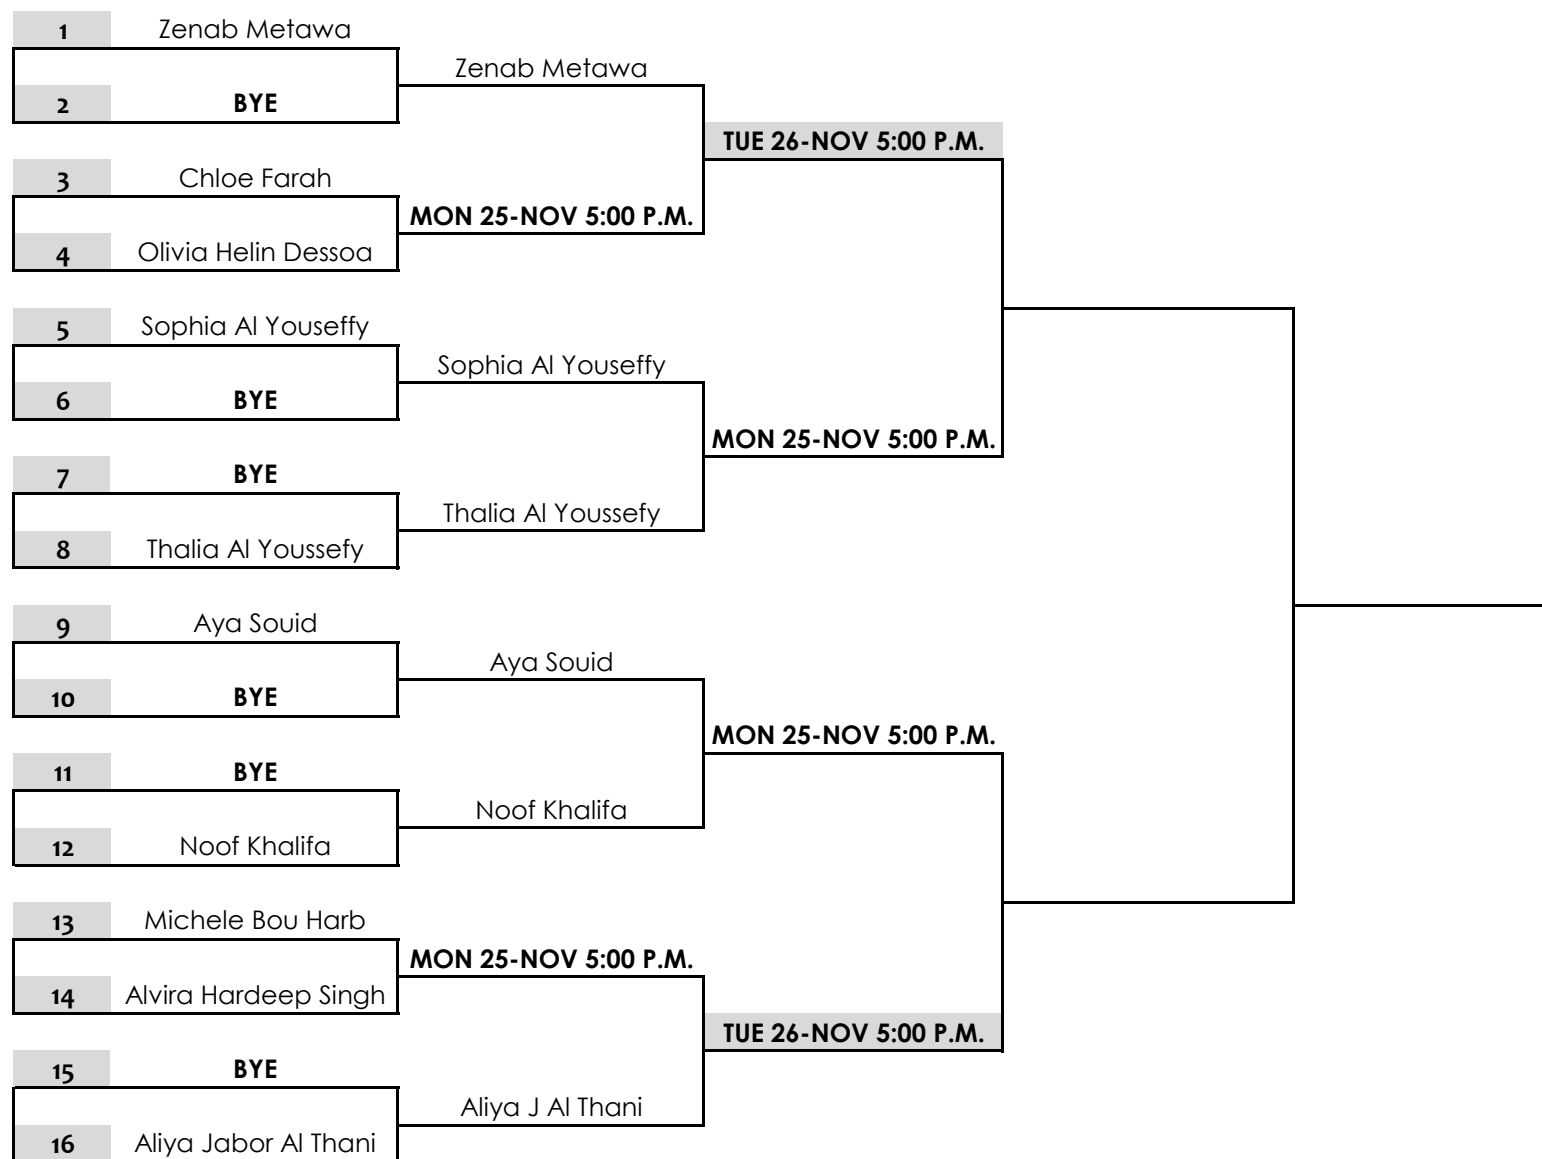 1 Zenab Metawa
Zenab Metawa
2 BYE
TUE 26-NOV 5:00 P.M.
3 Chloe Farah
MON 25-NOV 5:00 P.M.
4 Olivia Helin Dessoa
5 Sophia Al Youseffy
Sophia Al Youseffy
6 BYE
MON 25-NOV 5:00 P.M.
7 BYE
Thalia Al Youssefy
8 Thalia Al Youssefy
9 Aya Souid
Aya Souid
10 BYE
MON 25-NOV 5:00 P.M.
11 BYE
Noof Khalifa
12 Noof Khalifa
13 Michele Bou Harb
MON 25-NOV 5:00 P.M.
14 Alvira Hardeep Singh
TUE 26-NOV 5:00 P.M.
15 BYE
Aliya J Al Thani
16 Aliya Jabor Al Thani